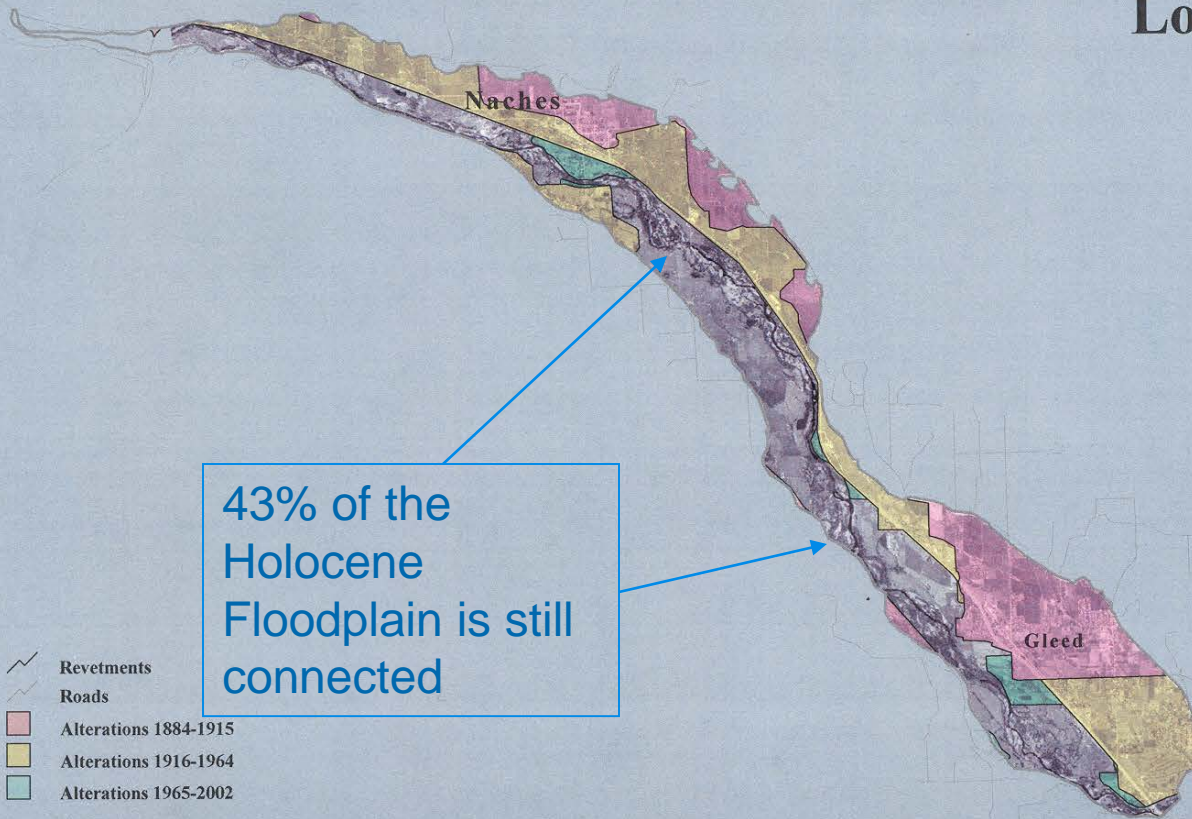 Lo
Naches
43% of the
Holocene
Floodplain is still
connected
Gleed
Revetments
Roads
Alterations 1884-1915
Alterations 1916-1964
Alterations 1965-2002